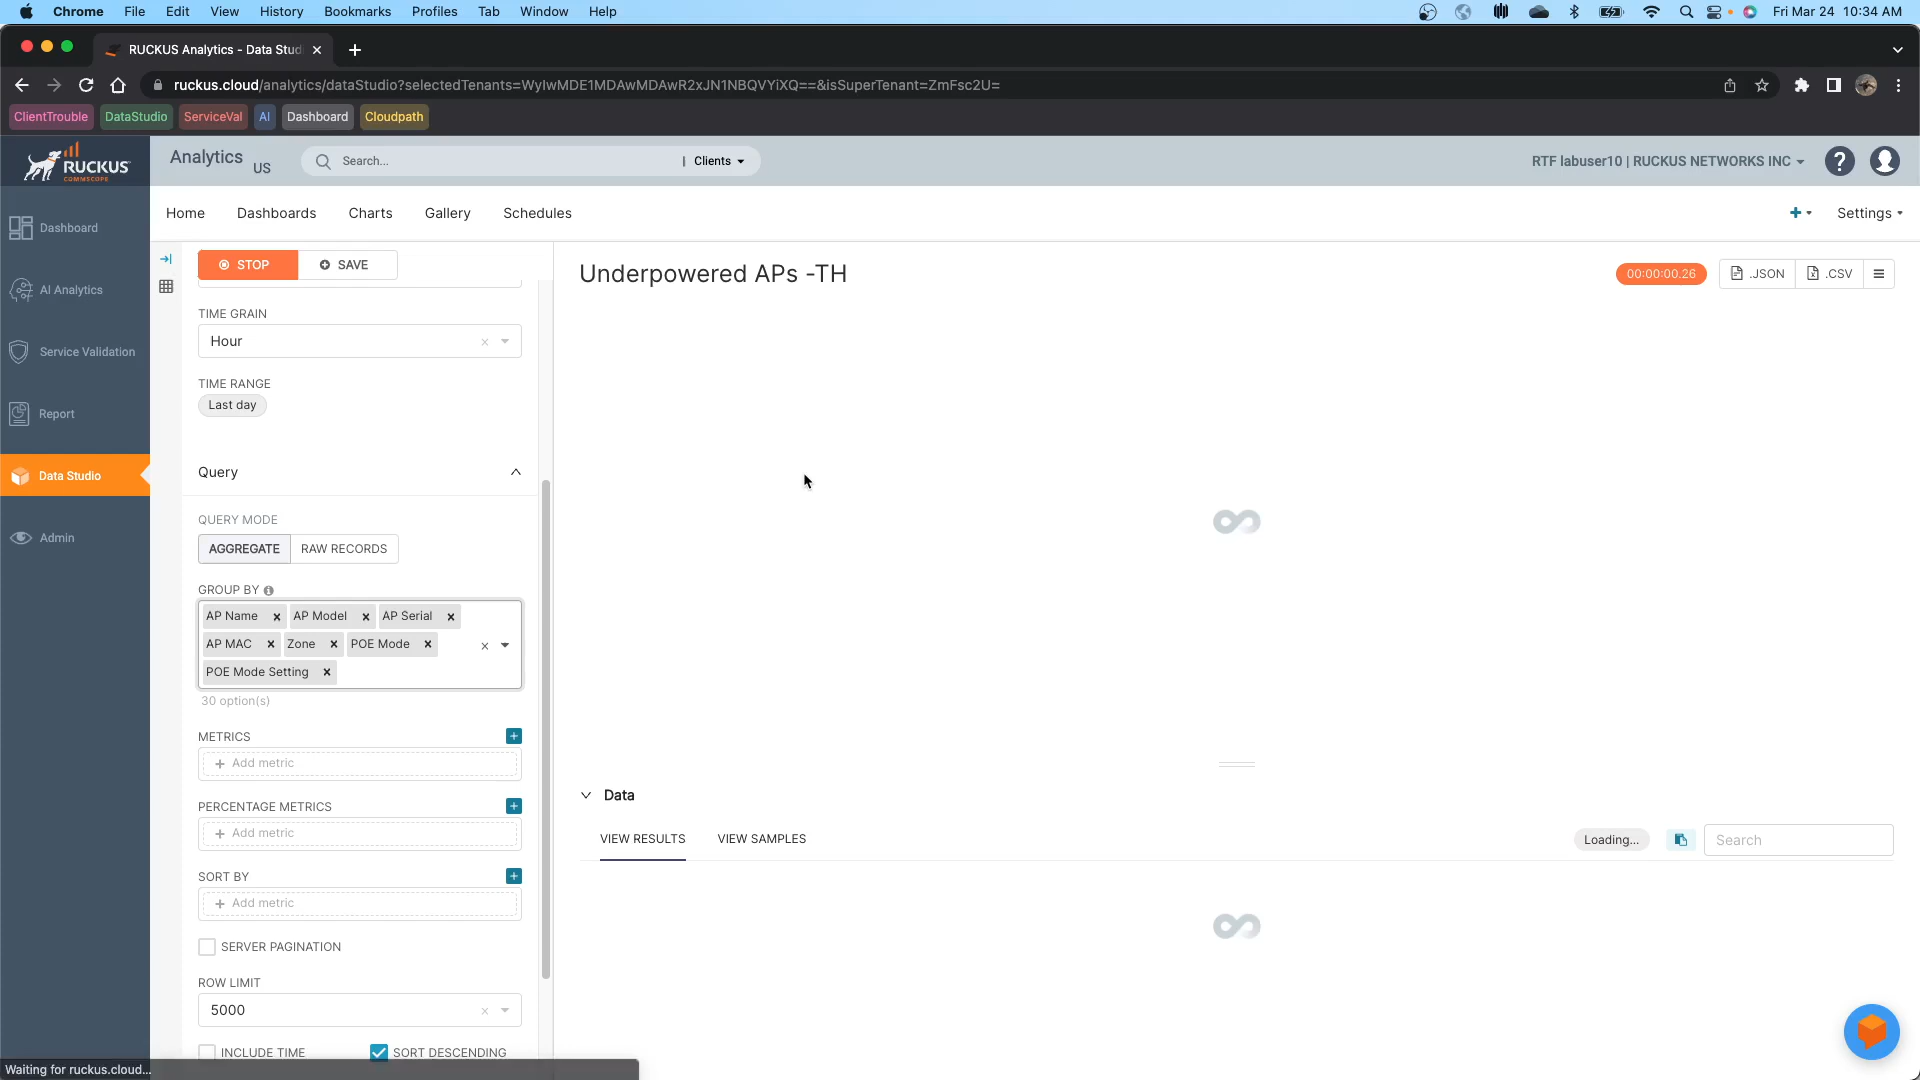 Chrome File Edit View History Bookmarks Profiles Tab Window Help Fri Mar 24 10:34 AM
RUCKUS Analytics - Data Stud
ruckus.cloud/analytics/dataStudio?selectedTenants=WyIwMDE1MDAwMDAwR2xJN1NBQVYiXQ==&isSuperTenant=ZmFsc2U=
ClientTrouble DataStudio ServiceVal AI Dashboard Cloudpath
RUCKUS
COMMSCOPE
Analytics US
Search... | Clients
RTF labuser10 | RUCKUS NETWORKS INC
?
Home Dashboards Charts Gallery Schedules Settings
Dashboard
AI Analytics
Service Validation
Report
Data Studio
Admin
STOP SAVE
TIME GRAIN
Hour
TIME RANGE
Last day
Query
QUERY MODE
AGGREGATE RAW RECORDS
GROUP BY
AP Name AP Model AP Serial
AP MAC Zone POE Mode
POE Mode Setting
30 option(s)
METRICS
Add metric
PERCENTAGE METRICS
Add metric
SORT BY
Add metric
SERVER PAGINATION
ROW LIMIT
5000
INCLUDE TIME SORT DESCENDING
Underpowered APs -TH
00:00:00.26 .JSON .CSV
Data
VIEW RESULTS VIEW SAMPLES Loading... Search
Waiting for ruckus.cloud...